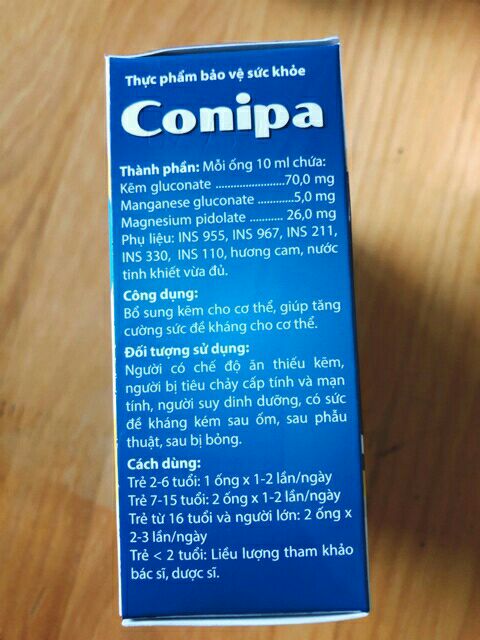 Thực phẩm bảo vệ sức khỏe
Conipa
Thành phần: Mỗi ống 10 ml chứa:
Kẽm gluconate .......................70,0 mg
Manganese gluconate ............5,0 mg
Magnesium pidolate ........... 26,0 mg
Phụ liệu: INS 955, INS 967, INS 211,
INS 330, INS 110, hương cam, nước
tinh khiết vừa đủ.
Công dụng:
Bổ sung kẽm cho cơ thể, giúp tăng
cường sức đề kháng cho cơ thể.
Đối tượng sử dụng:
Người có chế độ ăn thiếu kẽm,
người bị tiêu chảy cấp tính và mạn
tính, người suy dinh dưỡng, có sức
đề kháng kém sau ốm, sau phẫu
thuật, sau bị bỏng.
Cách dùng:
Trẻ 2-6 tuổi: 1 ống x 1-2 lần/ngày
Trẻ 7-15 tuổi: 2 ống x 1-2 lần/ngày
Trẻ từ 16 tuổi và người lớn: 2 ống x
2-3 lần/ngày
Trẻ < 2 tuổi: Liều lượng tham khảo
bác sĩ, dược sĩ.